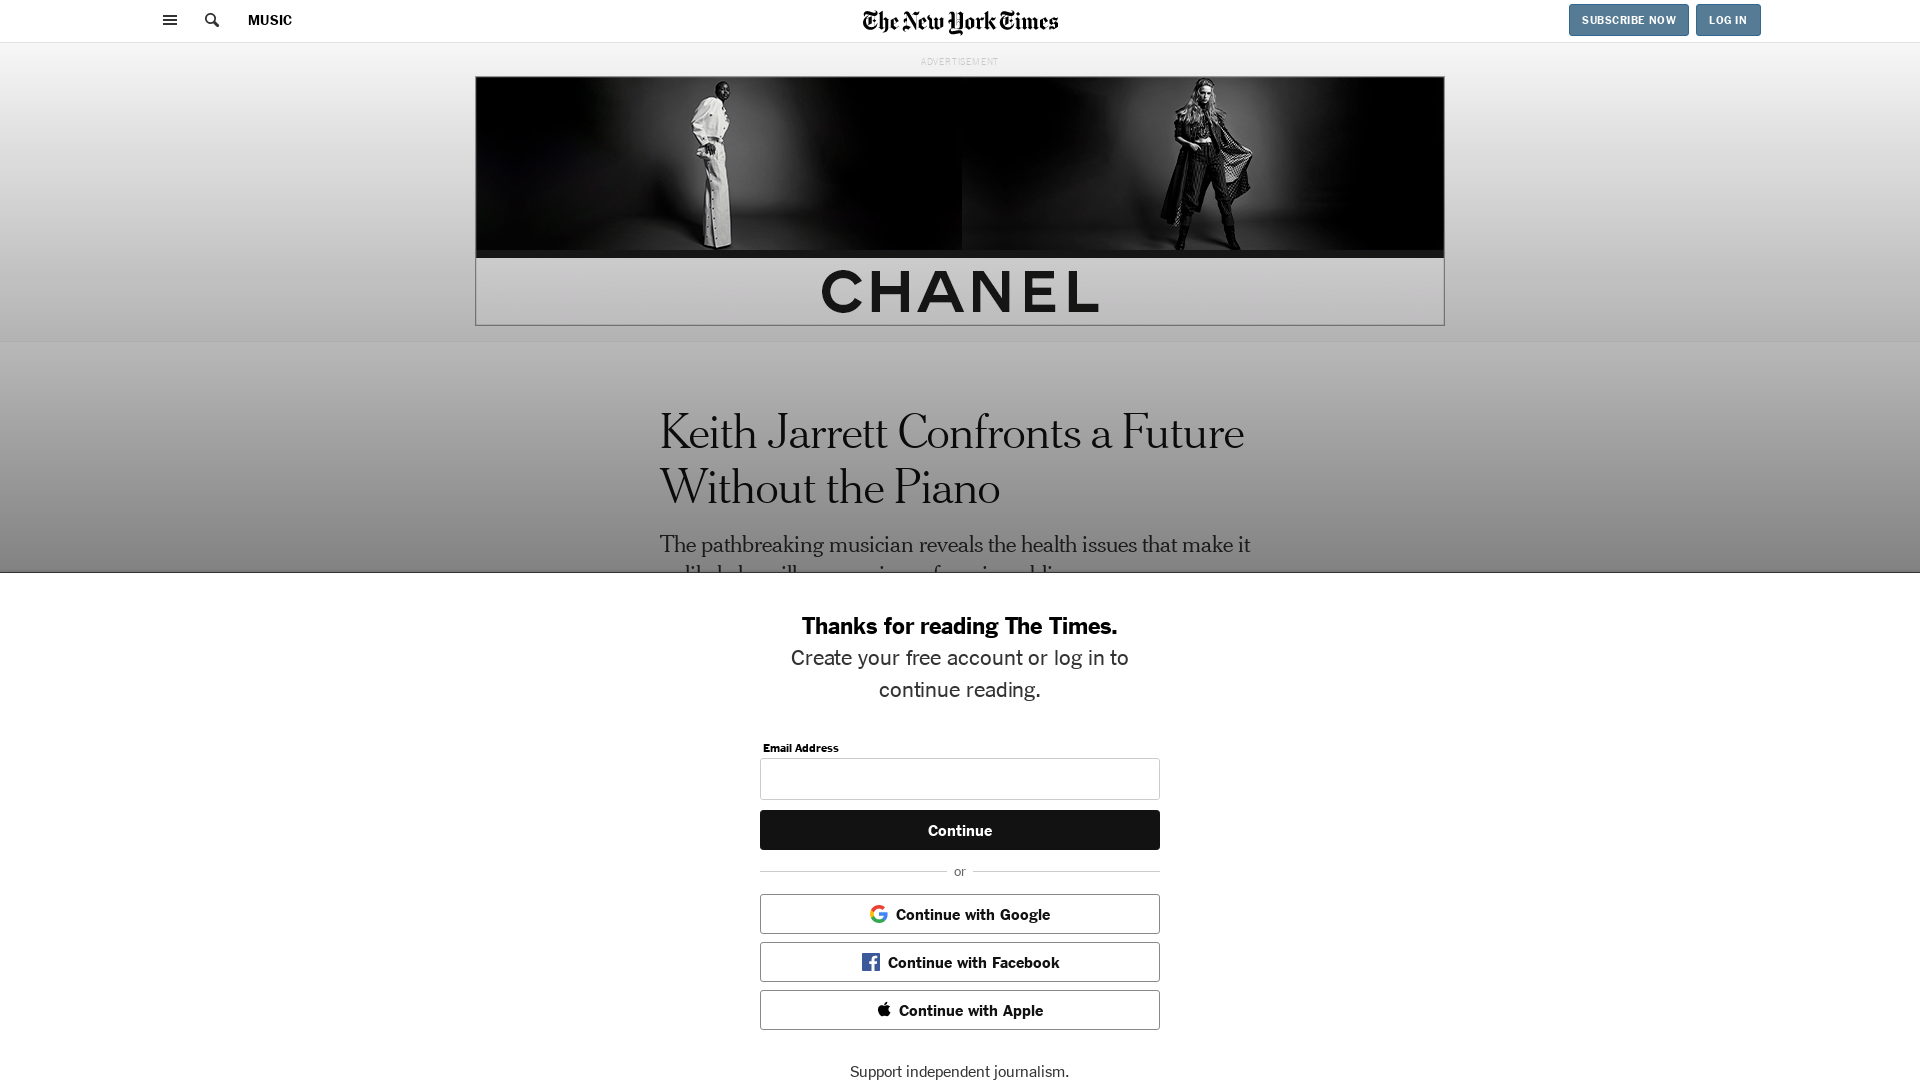 MUSIC
The New York Times
SUBSCRIBE NOW
LOG IN
ADVERTISEMENT
CHANEL
Keith Jarrett Confronts a Future
Without the Piano
The pathbreaking musician reveals the health issues that make it
Thanks for reading The Times.
Create your free account or log in to
continue reading.
Email Address
Continue
or
Continue with Google
Continue with Facebook
Continue with Apple
Support independent journalism.